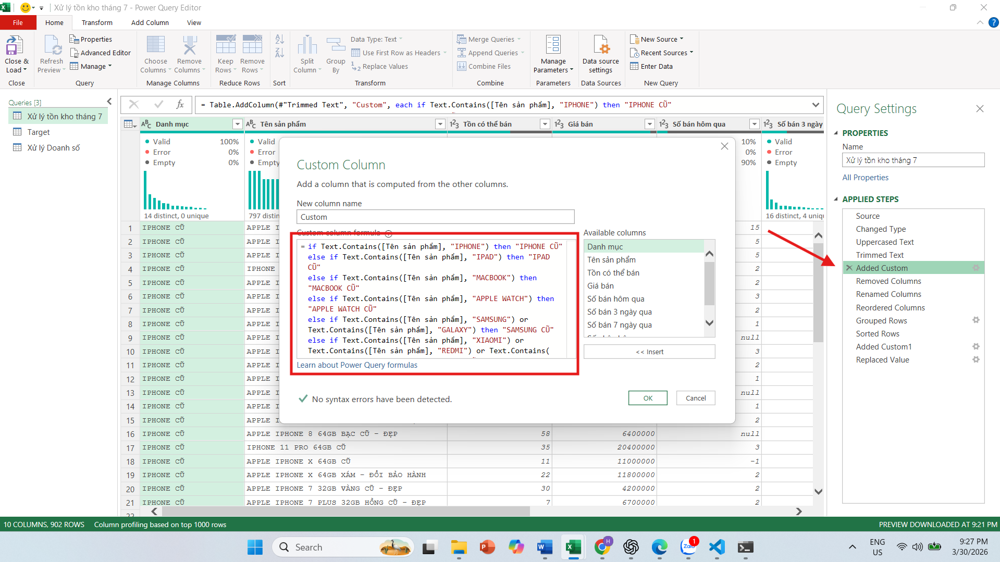 Xử lý tồn kho tháng 7 - Power Query Editor
File Home Transform Add Column View
Close & Load
Close
Refresh Preview
Properties
Advanced Editor
Manage
Query
Choose Columns
Remove Columns
Manage Columns
Keep Rows
Remove Rows
Reduce Rows
Sort
Split Column
Group By
Data Type: Text
Use First Row as Headers
Replace Values
Transform
Merge Queries
Append Queries
Combine Files
Combine
Manage Parameters
Parameters
Data source settings
Data Sources
New Source
Recent Sources
Enter Data
New Query
Queries [3]
Xử lý tồn kho tháng 7
Target
Xử lý Doanh số
fx
= Table.AddColumn(#"Trimmed Text", "Custom", each if Text.Contains([Tên sản phẩm], "IPHONE") then "IPHONE CŨ"
Danh mục Tên sản phẩm Tồn có thể bán Giá bán Số bán hôm qua Số bán 3 ngày
Valid 100% Valid 10% Valid
Error 0% Error 0% Error
Empty 0% Empty 90% Empty
14 distinct, 0 unique 797 distin 16 distinct, 4 uniq
1 IPHONE CŨ APPLE I 15
2 IPHONE CŨ APPLE I 5
3 IPHONE CŨ APPLE I 5
4 IPHONE CŨ IPHONE 2
5 IPHONE CŨ APPLE I 2
6 IPHONE CŨ APPLE I 3
7 IPHONE CŨ APPLE I 2
8 IPHONE CŨ APPLE I 1
9 IPHONE CŨ APPLE I null
10 IPHONE CŨ APPLE I 3
11 IPHONE CŨ APPLE I 2
12 IPHONE CŨ APPLE I 1
13 IPHONE CŨ APPLE I null
14 IPHONE CŨ APPLE I 1
15 IPHONE CŨ APPLE I 2
16 IPHONE CŨ APPLE IPHONE 8 64GB BẠC CŨ - ĐẸP 58 6400000 null
17 IPHONE CŨ IPHONE 11 PRO 64GB CŨ 35 20400000 3
18 IPHONE CŨ APPLE IPHONE X 64GB CŨ 11 11000000 -1
19 IPHONE CŨ APPLE IPHONE X 64GB XÁM - ĐỔI BẢO HÀNH 22 11800000 2
20 IPHONE CŨ APPLE IPHONE 7 32GB VÀNG CŨ - ĐẸP 30 4200000 2
21 IPHONE CŨ APPLE IPHONE 7 PLUS 32GB HỒNG CŨ - ĐẸP 7 6700000 2
22
Custom Column
Add a column that is computed from the other columns.
New column name
Custom
Custom column formula
= if Text.Contains([Tên sản phẩm], "IPHONE") then "IPHONE CŨ"
else if Text.Contains([Tên sản phẩm], "IPAD") then "IPAD
CŨ"
else if Text.Contains([Tên sản phẩm], "MACBOOK") then
"MACBOOK CŨ"
else if Text.Contains([Tên sản phẩm], "APPLE WATCH") then
"APPLE WATCH CŨ"
else if Text.Contains([Tên sản phẩm], "SAMSUNG") or
Text.Contains([Tên sản phẩm], "GALAXY") then "SAMSUNG CŨ"
else if Text.Contains([Tên sản phẩm], "XIAOMI") or
Text.Contains([Tên sản phẩm], "REDMI") or Text.Contains(
Learn about Power Query formulas
Available columns
Danh mục
Tên sản phẩm
Tồn có thể bán
Giá bán
Số bán hôm qua
Số bán 3 ngày qua
Số bán 7 ngày qua
<< Insert
No syntax errors have been detected.
OK
Cancel
Query Settings
PROPERTIES
Name
Xử lý tồn kho tháng 7
All Properties
APPLIED STEPS
Source
Changed Type
Uppercased Text
Trimmed Text
Added Custom
Removed Columns
Renamed Columns
Reordered Columns
Grouped Rows
Sorted Rows
Added Custom1
Replaced Value
10 COLUMNS, 902 ROWS Column profiling based on top 1000 rows PREVIEW DOWNLOADED AT 9:21 PM
Search
Zalo
1
ENG
US
9:27 PM
3/30/2026